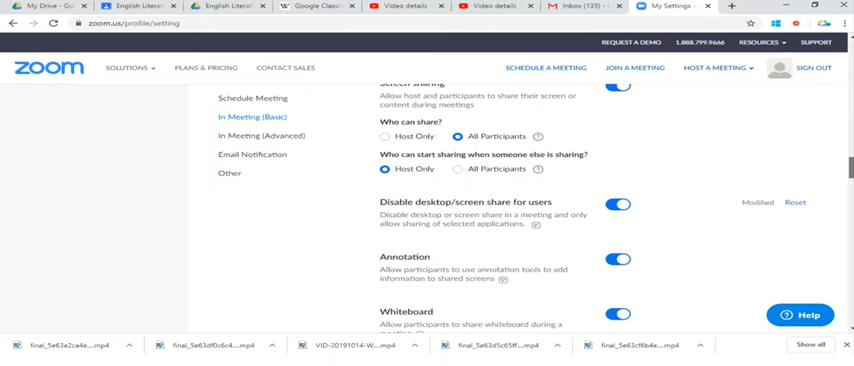 My Drive - Go
English Literat
English Literat
Google Classr
Video details
Video details
Inbox (135) - l
My Settings -
zoom.us/profile/setting
REQUEST A DEMO 1.888.799.9666 RESOURCES SUPPORT
zoom SOLUTIONS PLANS & PRICING CONTACT SALES SCHEDULE A MEETING JOIN A MEETING HOST A MEETING SIGN OUT
Schedule Meeting
In Meeting (Basic)
In Meeting (Advanced)
Email Notification
Other
Screen sharing
Allow host and participants to share their screen or
content during meetings
Who can share?
Host Only All Participants
Who can start sharing when someone else is sharing?
Host Only All Participants
Disable desktop/screen share for users
Modified Reset
Disable desktop or screen share in a meeting and only
allow sharing of selected applications.
Annotation
Allow participants to use annotation tools to add
information to shared screens
Whiteboard
Allow participants to share whiteboard during a
Help
final_5e63e2ca4e....mp4
final_5e63df0c6c4....mp4
VID-20191014-W....mp4
final_5e63d5c65ff....mp4
final_5e63cf6b4e....mp4
Show all